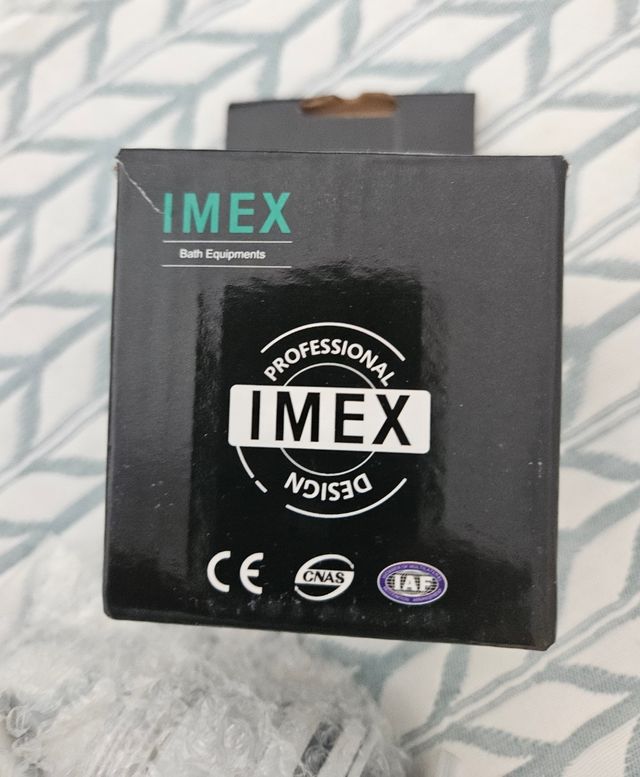 IMEX
Bath Equipments
PROFESSIONAL
IMEX
DESIGN
CE
CNAS
IAF